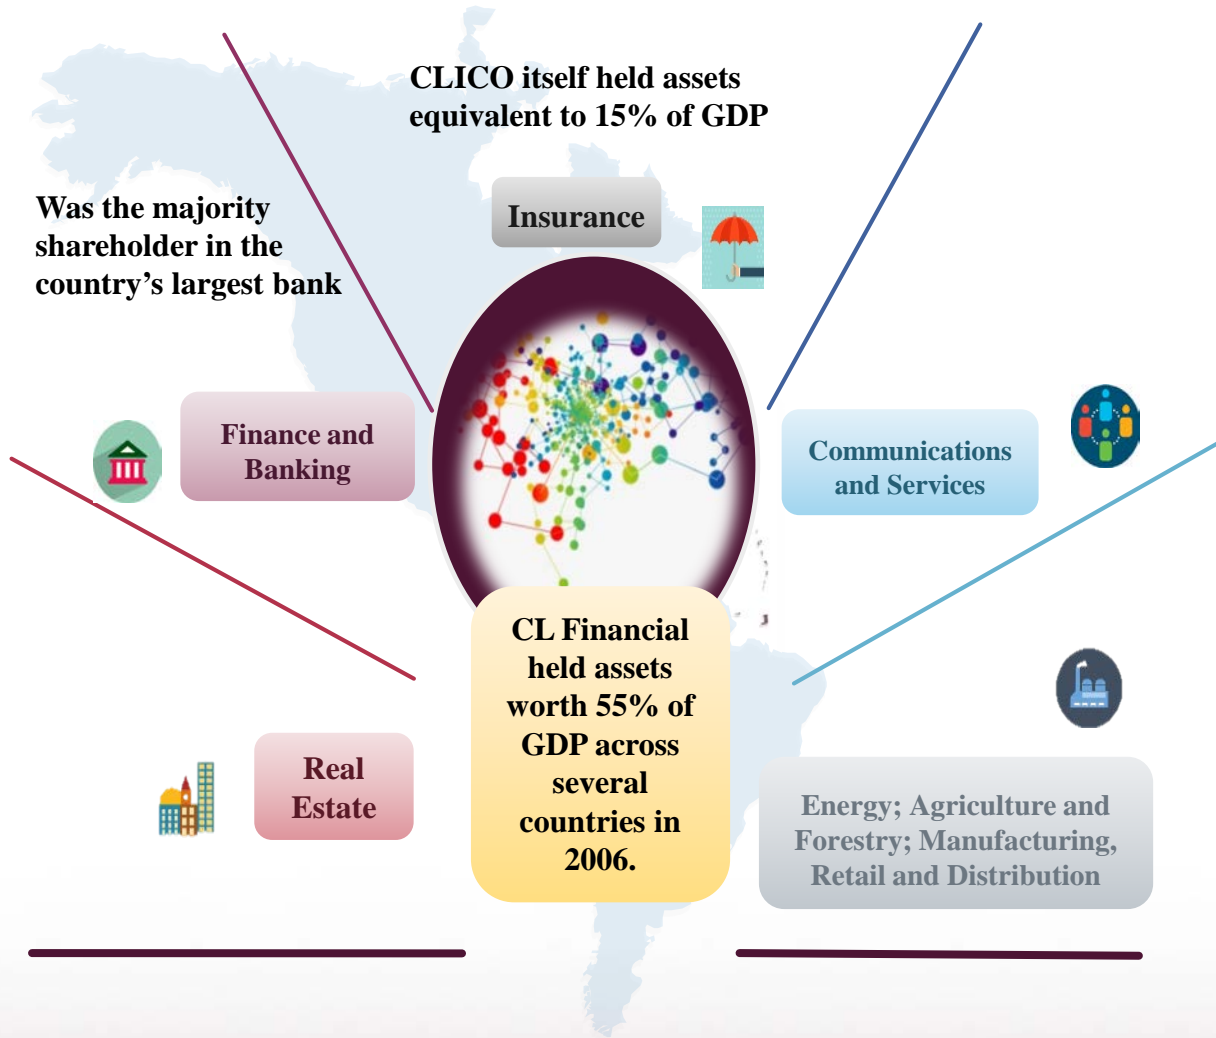 CLICO itself held assets
equivalent to 15% of GDP
Was the majority
shareholder in the
country’s largest bank
Insurance
Finance and
Banking
Communications
and Services
CL Financial
held assets
worth 55% of
GDP across
several
countries in
2006.
Real
Estate
Energy; Agriculture and
Forestry; Manufacturing,
Retail and Distribution